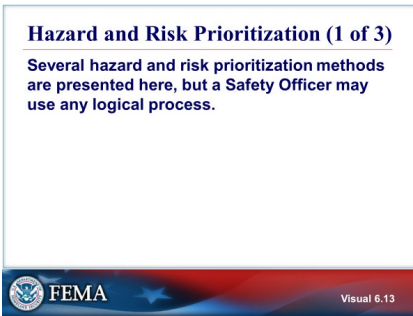 Hazard and Risk Prioritization (1 of 3)
Several hazard and risk prioritization methods
are presented here, but a Safety Officer may
use any logical process.
FEMA
Visual 6.13